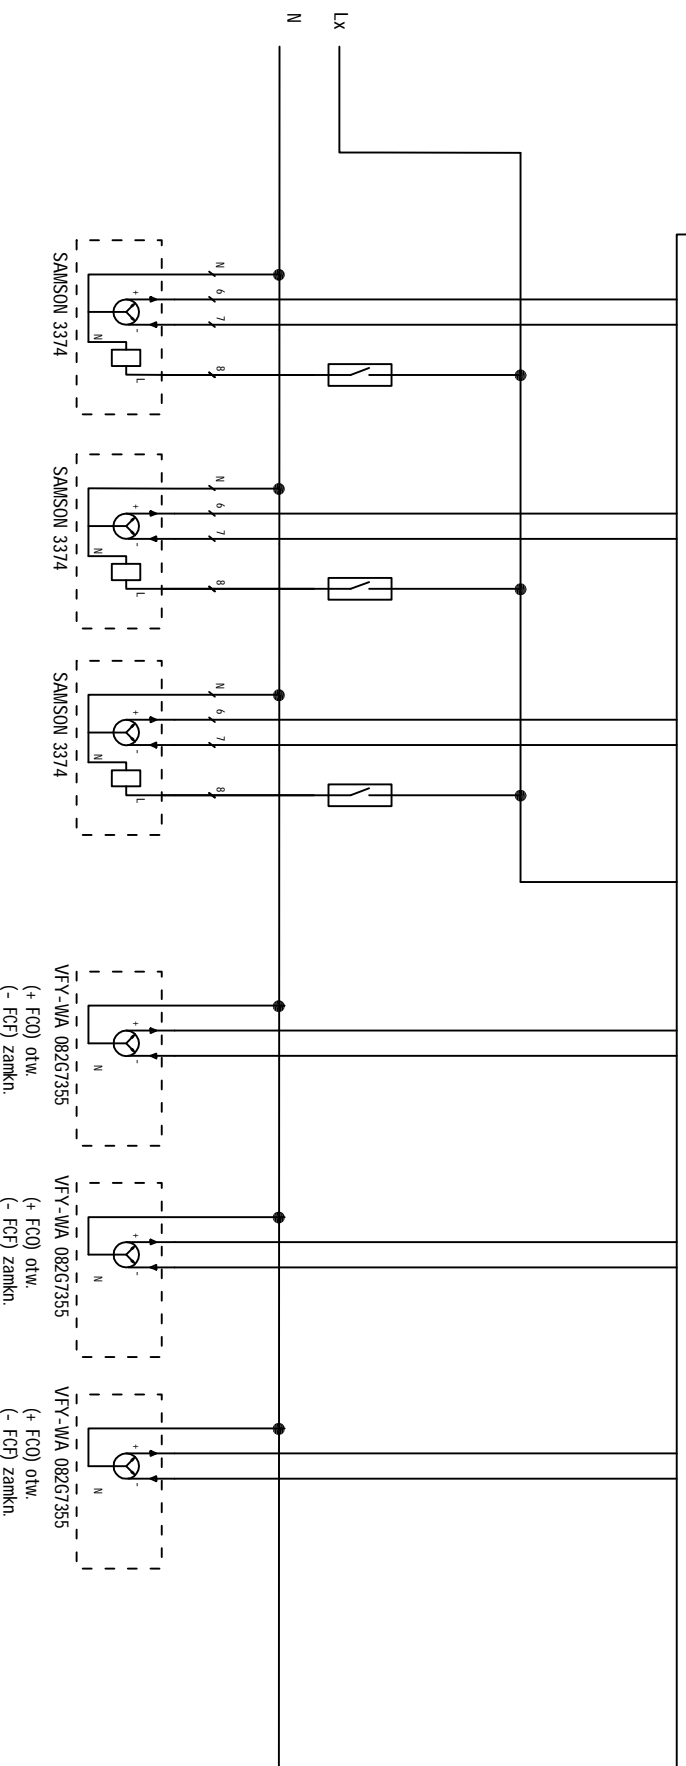 Lx
N
N
6
7
8
+
-
N
L
SAMSON 3374
N
6
7
8
+
-
N
L
SAMSON 3374
N
6
7
8
+
-
N
L
SAMSON 3374
+
-
N
VFY-WA 082G7355
(+ FCO) otw.
(- FCF) zamkn.
+
-
N
VFY-WA 082G7355
(+ FCO) otw.
(- FCF) zamkn.
+
-
N
VFY-WA 082G7355
(+ FCO) otw.
(- FCF) zamkn.